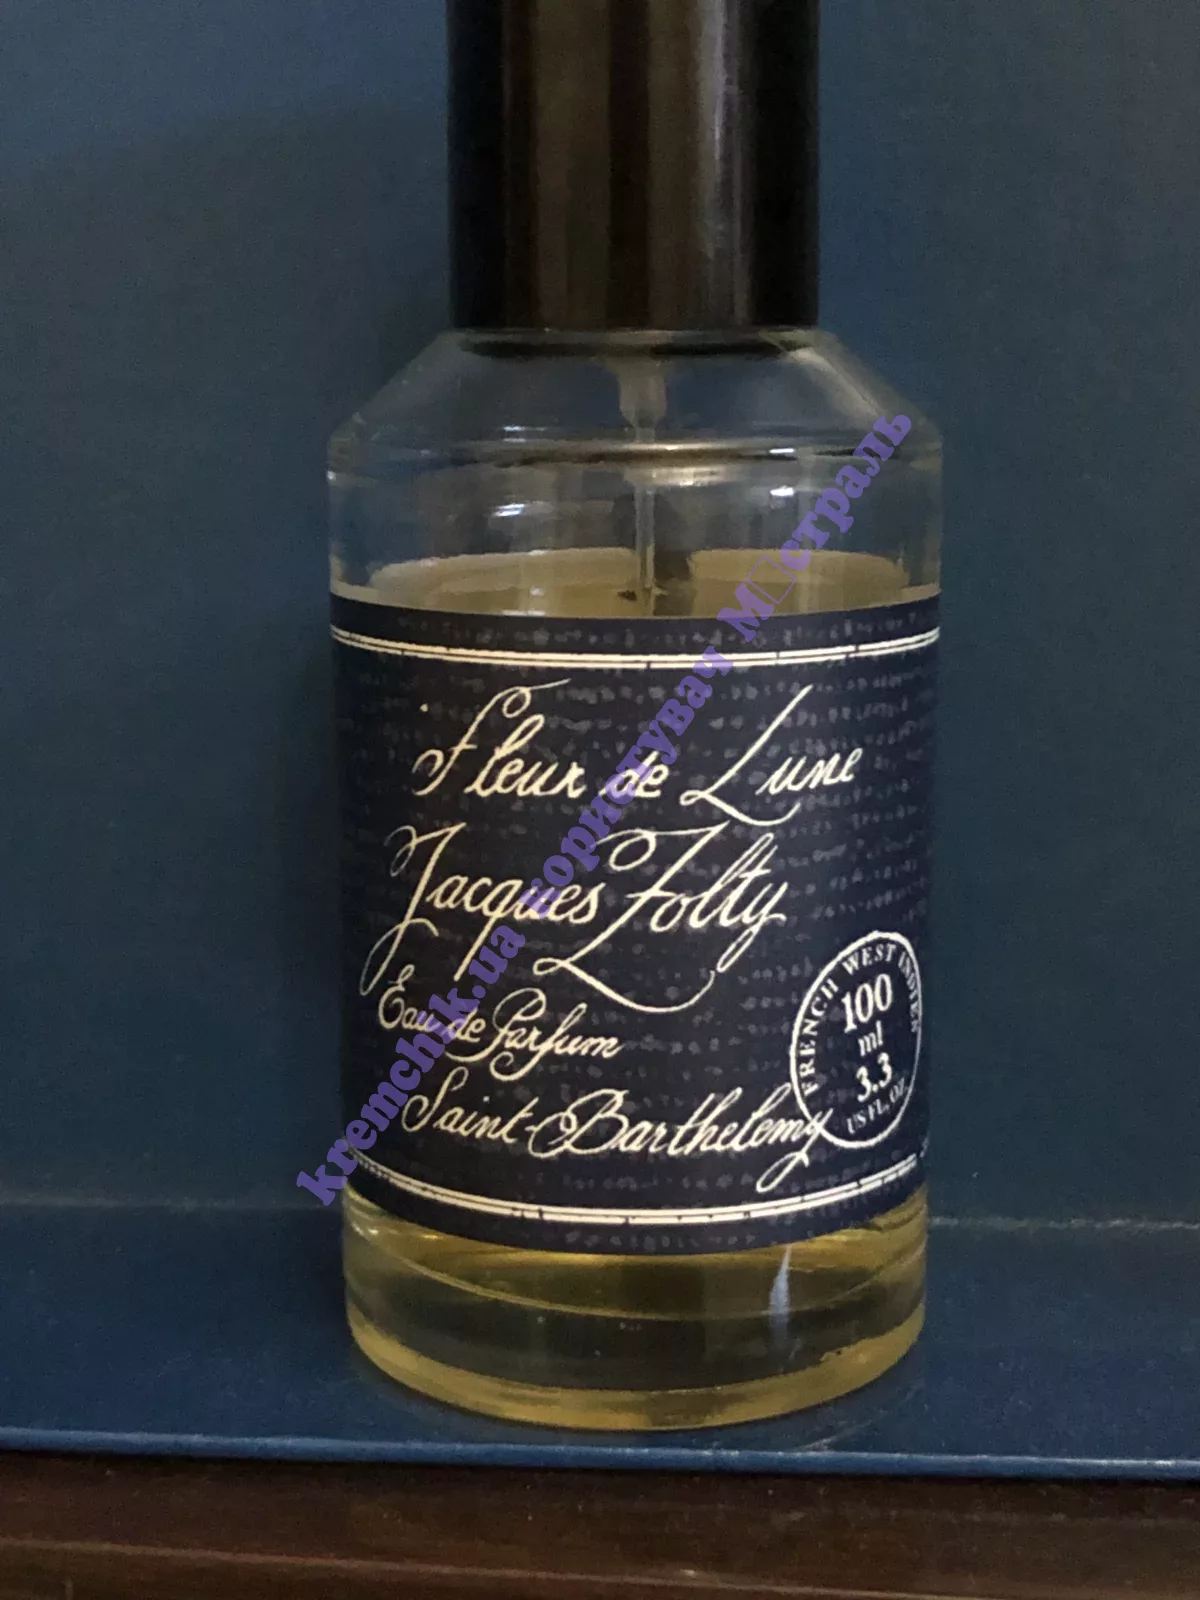 Fleur de Lune
Jacques Zolty
Eau de Parfum
Saint-Barthelemy
FRENCH WEST INDIES
100
ml
3.3
US FL, OZ
kremchik.ua користувач М□страль